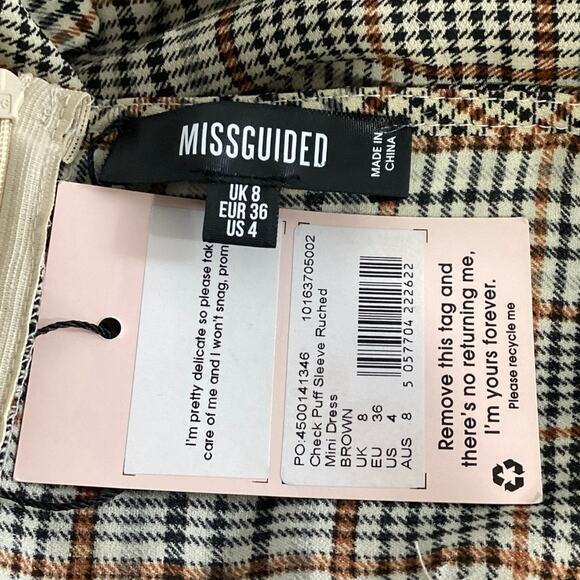 MISSGUIDED
MADE IN
CHINA
UK 8
EUR 36
US 4
I'm pretty delicate so please tak
care of me and I won't snag, prom
PO:4500141346 10163705002
Check Puff Sleeve Ruched
Mini Dress
BROWN
UK 8
EU 36
US 4
AUS 8
5 057704 222622
Remove this tag and
there's no returning me,
I'm yours forever.
Please recycle me